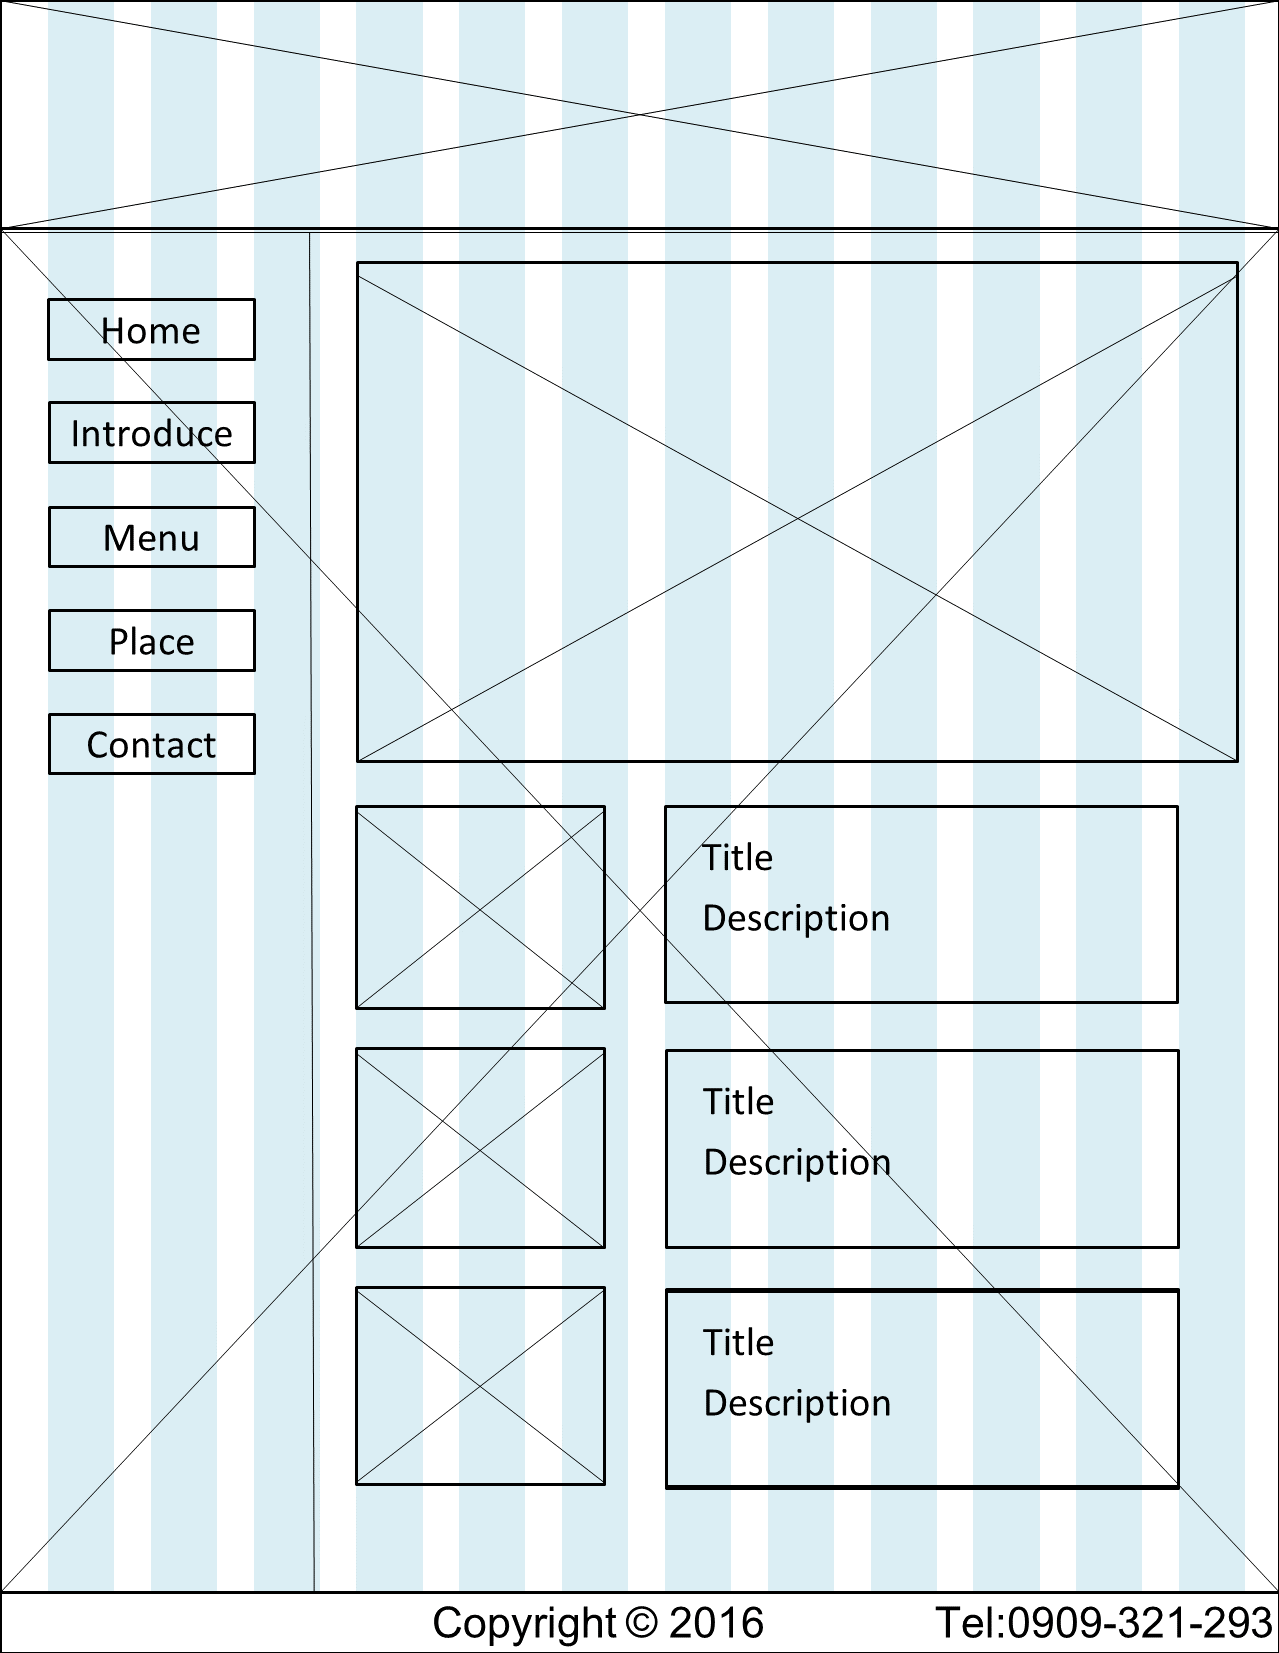 Home
Introduce
Menu
Place
Contact
Title
Description
Title
Description
Title
Description
Copyright © 2016
Tel:0909-321-293